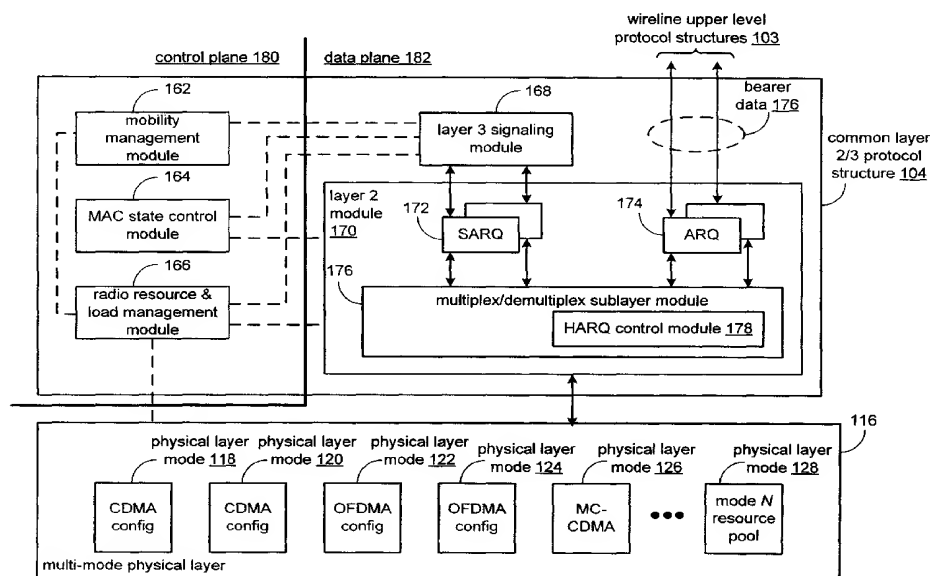 wireline upper level
protocol structures 103
control plane 180
data plane 182
162
mobility
management
module
168
layer 3 signaling
module
bearer
data 176
common layer
2/3 protocol
structure 104
164
MAC state control
module
layer 2
module
170
172
SARQ
174
ARQ
166
radio resource &
load management
module
176
multiplex/demultiplex sublayer module
HARQ control module 178
116
physical layer
mode 118
physical layer
mode 120
physical layer
mode 122
physical layer
mode 124
physical layer
mode 126
physical layer
mode 128
CDMA
config
CDMA
config
OFDMA
config
OFDMA
config
MC-
CDMA
mode N
resource
pool
multi-mode physical layer